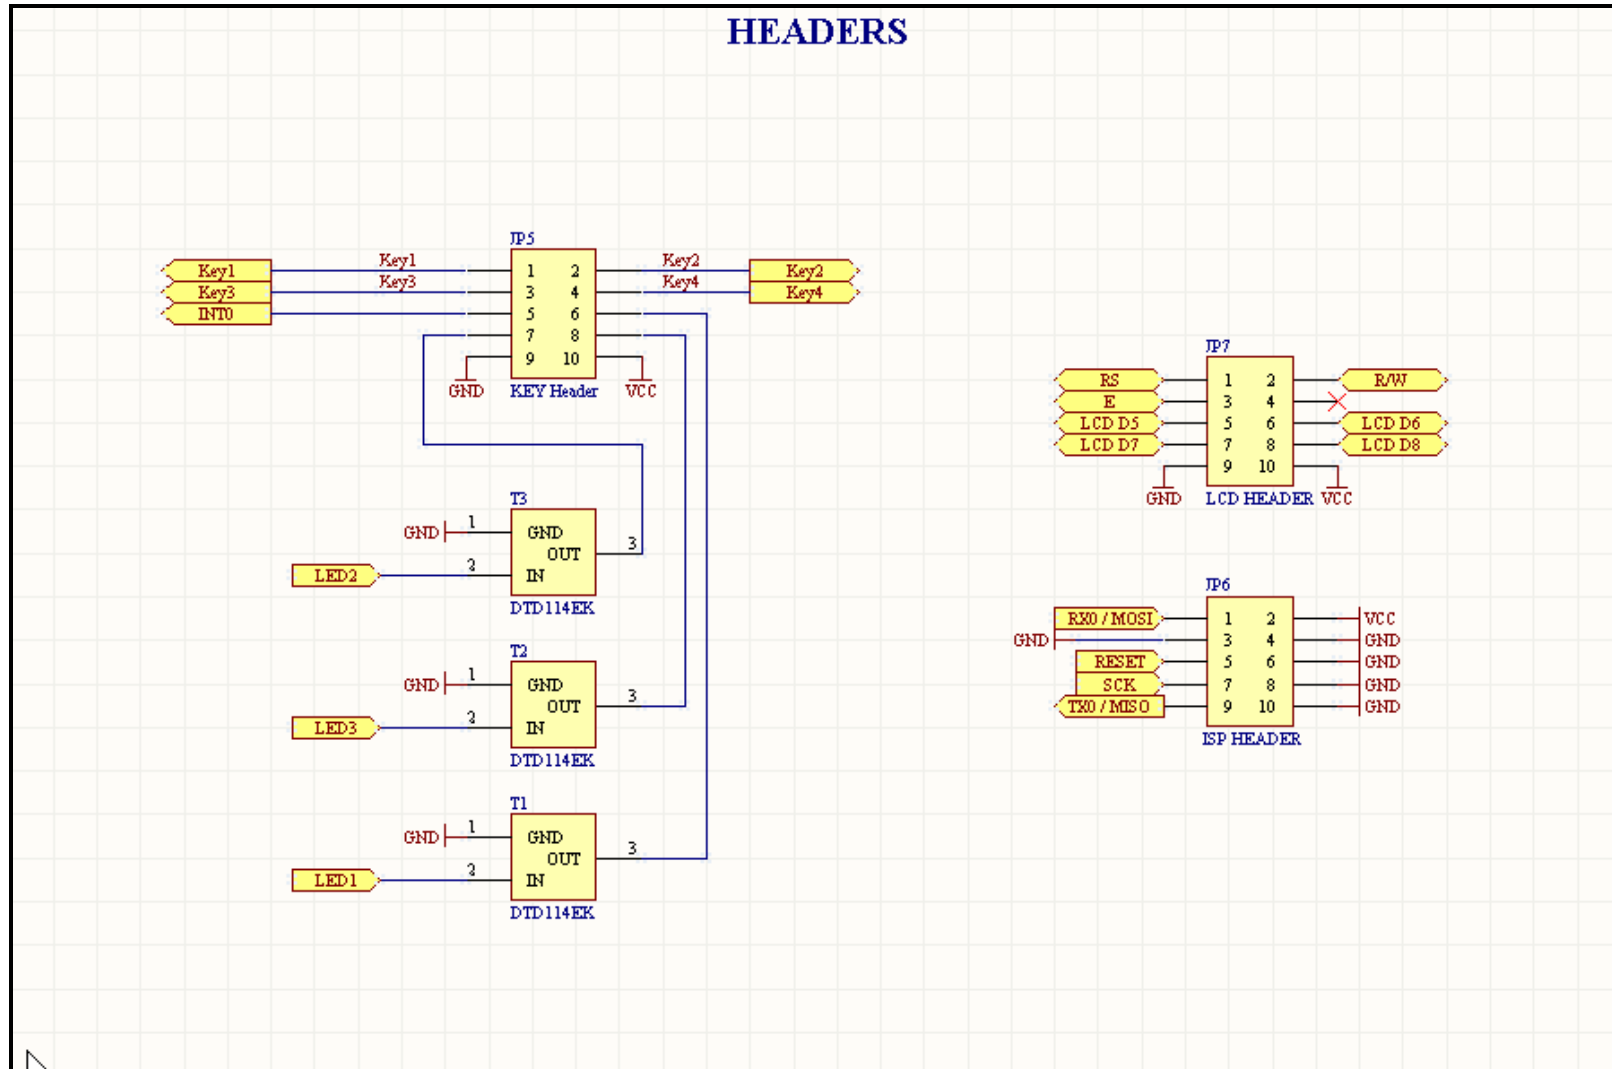 HEADERS
JP5
Key1 Key1 1 2 Key2 Key2
Key3 Key3 3 4 Key4 Key4
INT0 5 6
7 8
9 10
GND KEY Header VCC
JP7
RS 1 2 R/W
E 3 4
LCD D5 5 6 LCD D6
LCD D7 7 8 LCD D8
9 10
GND LCD HEADER VCC
T3
GND 1 GND
OUT 3
LED2 2 IN
DTD114EK
JP6
RX0 / MOSI 1 2 VCC
GND 3 4 GND
RESET 5 6 GND
SCK 7 8 GND
TX0 / MISO 9 10 GND
ISP HEADER
T2
GND 1 GND
OUT 3
LED3 2 IN
DTD114EK
T1
GND 1 GND
OUT 3
LED1 2 IN
DTD114EK